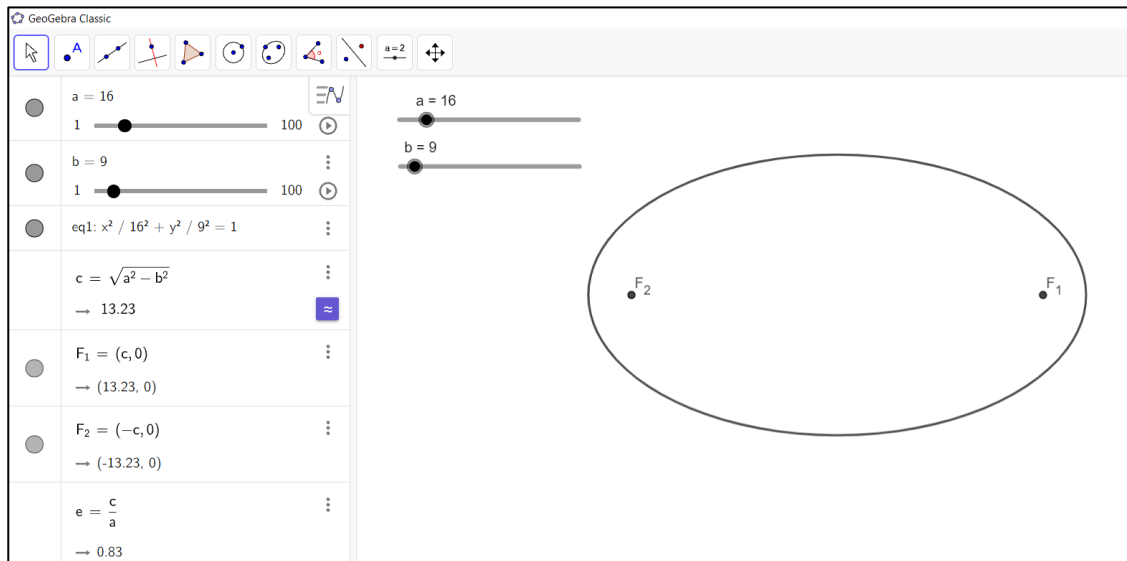 GeoGebra Classic
A
a=2
a = 16
1 100
b = 9
1 100
eq1: x² / 16² + y² / 9² = 1
c = √(a² − b²)
→ 13.23
≈
F₁ = (c, 0)
→ (13.23, 0)
F₂ = (−c, 0)
→ (-13.23, 0)
e = c/a
→ 0.83
a = 16
b = 9
F₂
F₁